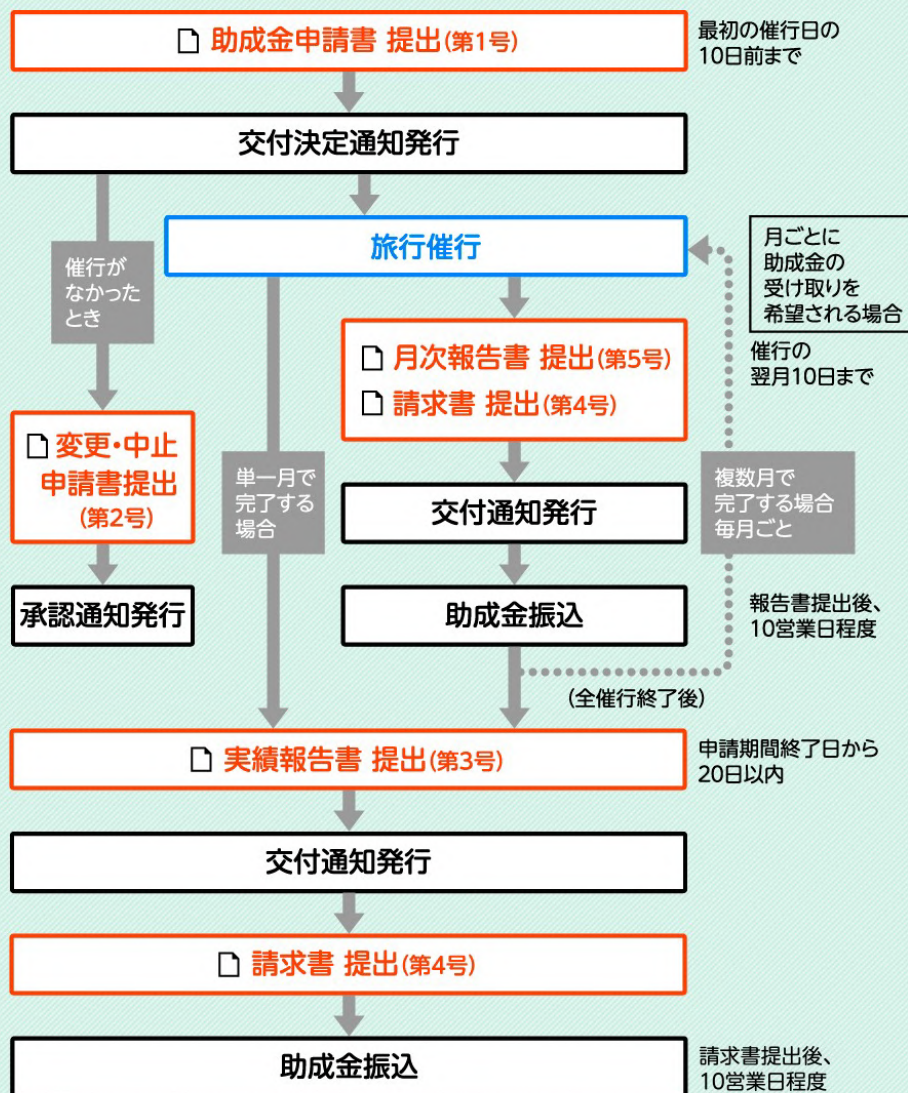 助成金申請書 提出(第1号)
最初の催行日の
10日前まで
交付決定通知発行
旅行催行
催行が
なかった
とき
月ごとに
助成金の
受け取りを
希望される場合
催行の
翌月10日まで
月次報告書 提出(第5号)
請求書 提出(第4号)
変更・中止
申請書提出
(第2号)
単一月で
完了する
場合
交付通知発行
複数月で
完了する場合
毎月ごと
承認通知発行
助成金振込
報告書提出後、
10営業日程度
(全催行終了後)
実績報告書 提出(第3号)
申請期間終了日から
20日以内
交付通知発行
請求書 提出(第4号)
助成金振込
請求書提出後、
10営業日程度